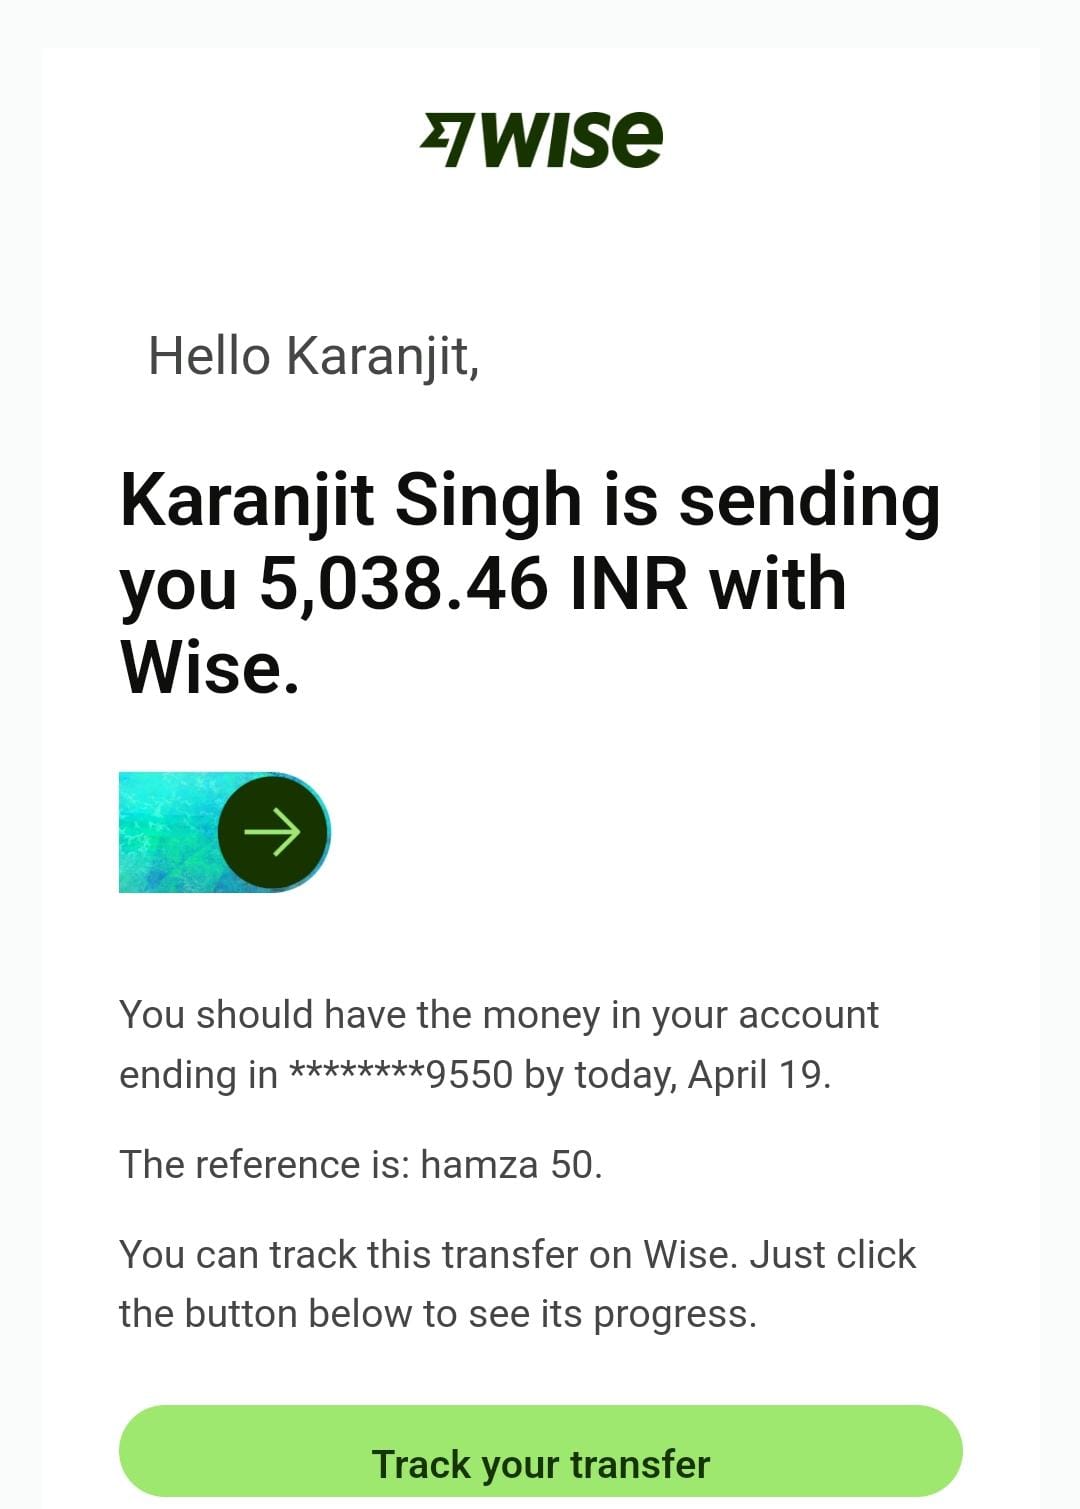 WISE
Hello Karanjit,
Karanjit Singh is sending
you 5,038.46 INR with
Wise.
You should have the money in your account
ending in ********9550 by today, April 19.
The reference is: hamza 50.
You can track this transfer on Wise. Just click
the button below to see its progress.
Track your transfer